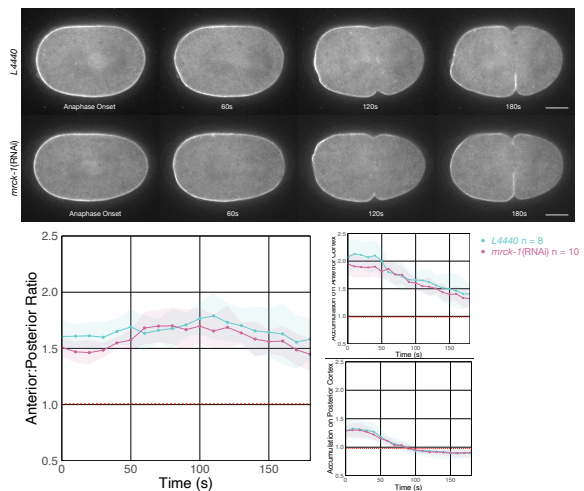 L4440
Anaphase Onset
60s
120s
180s
mrck-1(RNAi)
Anaphase Onset
60s
120s
180s
Anterior:Posterior Ratio
2.5
2.0
1.5
1.0
0.5
0
50
100
150
Time (s)
Accumulation on Anterior Cortex
2.5
2.0
1.5
1.0
0.5
0
50
100
150
Time (s)
L4440 n = 8
mrck-1(RNAi) n = 10
Accumulation on Posterior Cortex
2.5
2.0
1.5
1.0
0.5
0
50
100
150
Time (s)